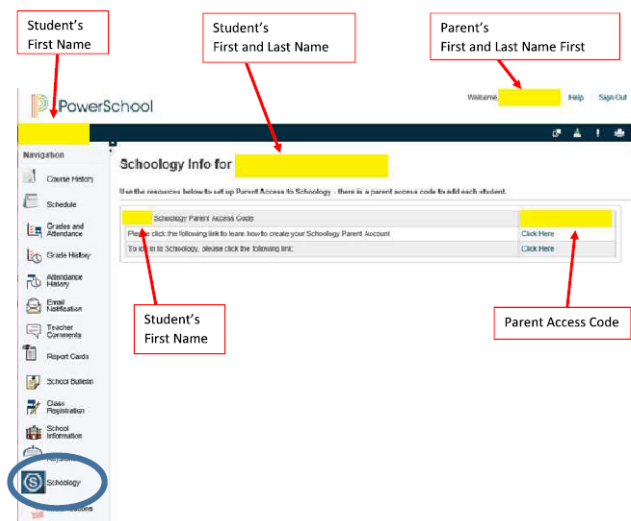 Student's
First Name
Student's
First and Last Name
Parent's
First and Last Name First
PowerSchool
Welcome,
Help
Sign Out
Navigation
Schoology Info for
Use the resources below to set up Parent Access to Schoology - there is a parent access code to add each student.
Course History
Schedule
Schoology Parent Access Code:
Please click the following link to learn how to create your Schoology Parent Account
Click Here
To log in to Schoology, please click the following link:
Click Here
Grades and
Attendance
Grade History
Attendance
History
Email
Notification
Teacher
Comments
Report Cards
School Bulletin
Class
Registration
School
Information
Schoology
Student's
First Name
Parent Access Code